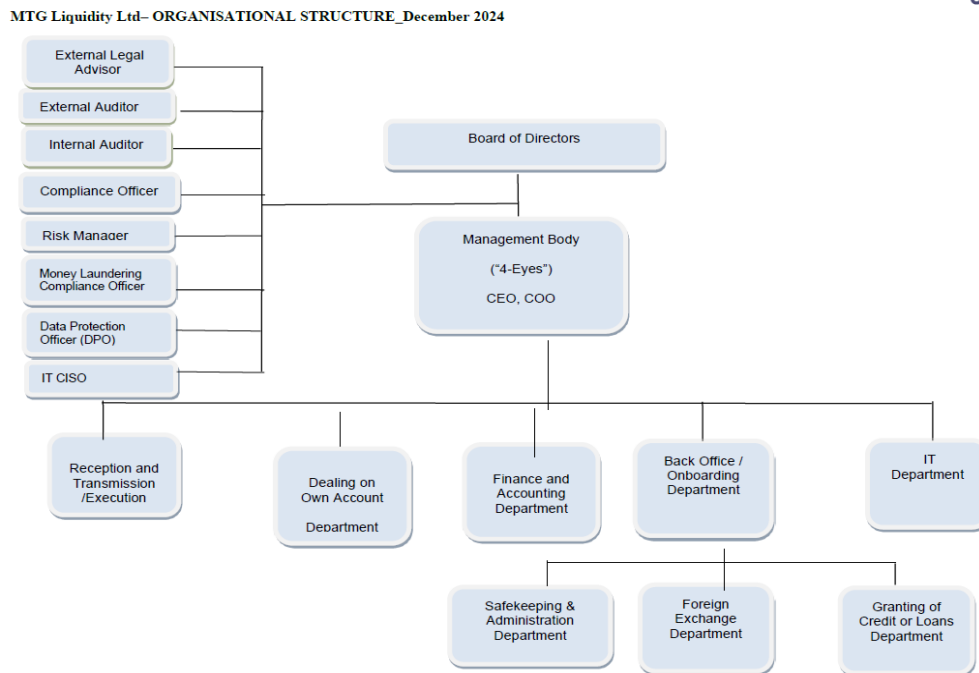 MTG Liquidity Ltd– ORGANISATIONAL STRUCTURE_December 2024
External Legal
Advisor
External Auditor
Internal Auditor
Compliance Officer
Risk Manager
Money Laundering
Compliance Officer
Data Protection
Officer (DPO)
IT CISO
Board of Directors
Management Body
(“4-Eyes”)
CEO, COO
Reception and
Transmission
/Execution
Dealing on
Own Account
Department
Finance and
Accounting
Department
Back Office /
Onboarding
Department
IT
Department
Safekeeping &
Administration
Department
Foreign
Exchange
Department
Granting of
Credit or Loans
Department